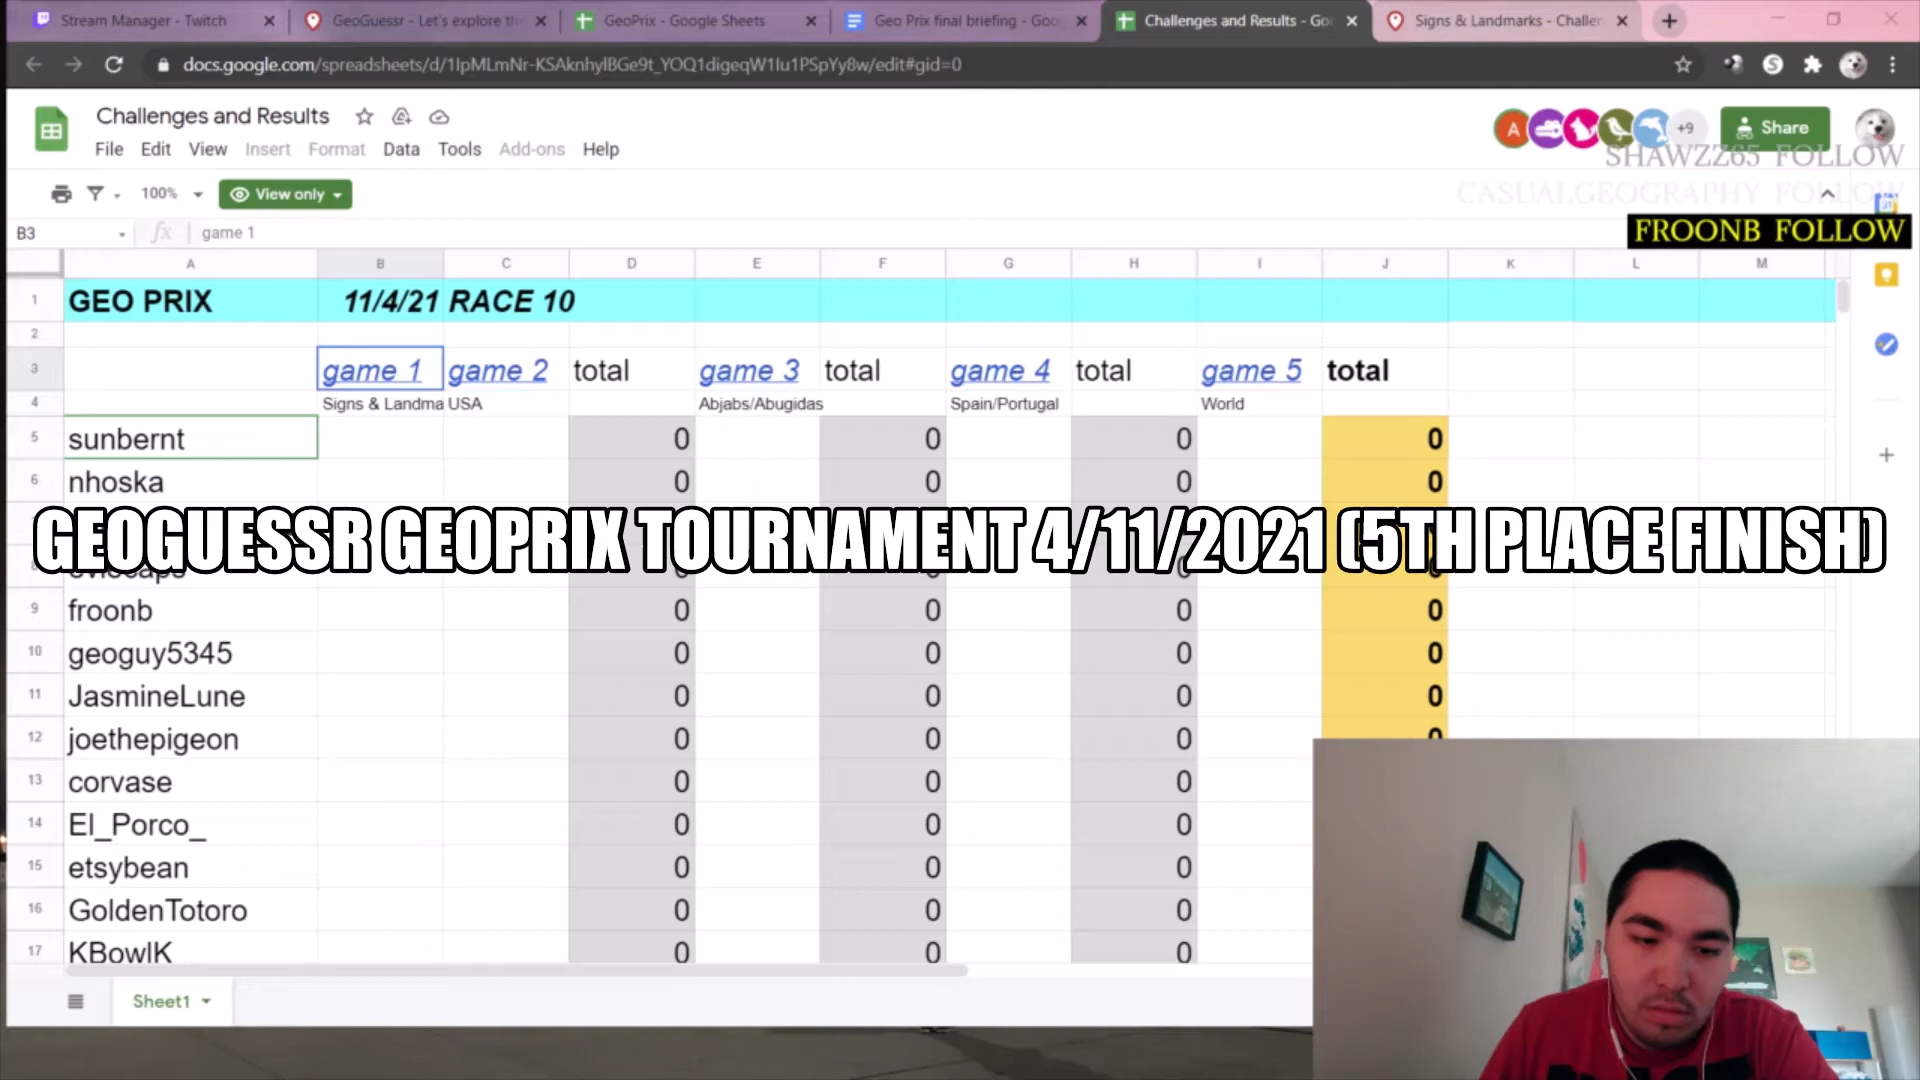 Stream Manager - Twitch
GeoGuessr - Let's explore th
GeoPrix - Google Sheets
Geo Prix final briefing - Goo
Challenges and Results - Go
Signs & Landmarks - Challer
docs.google.com/spreadsheets/d/1IpMLmNr-KSAknhylBGe9t_YOQ1digeqW1Iu1PSpYy8w/edit#gid=0
Challenges and Results
File Edit View Insert Format Data Tools Add-ons Help
A +9 Share
SHAWZZ65 FOLLOW
100% View only
CASUALGEOGRAPHY FOLLOW
FROONB FOLLOW
B3 fx game 1
A B C D E F G H I J K L M
1 GEO PRIX 11/4/21 RACE 10
2
3 game 1 game 2 total game 3 total game 4 total game 5 total
4 Signs & Landma USA Abjabs/Abugidas Spain/Portugal World
5 sunbernt 0 0 0 0
6 nhoska 0 0 0 0
GEOGUESSR GEOPRIX TOURNAMENT 4/11/2021 (5TH PLACE FINISH)
9 froonb 0 0 0 0
10 geoguy5345 0 0 0 0
11 JasmineLune 0 0 0 0
12 joethepigeon 0 0 0 0
13 corvase 0 0 0
14 El_Porco_ 0 0 0
15 etsybean 0 0 0
16 GoldenTotoro 0 0 0
17 KBowlK 0 0 0
Sheet1